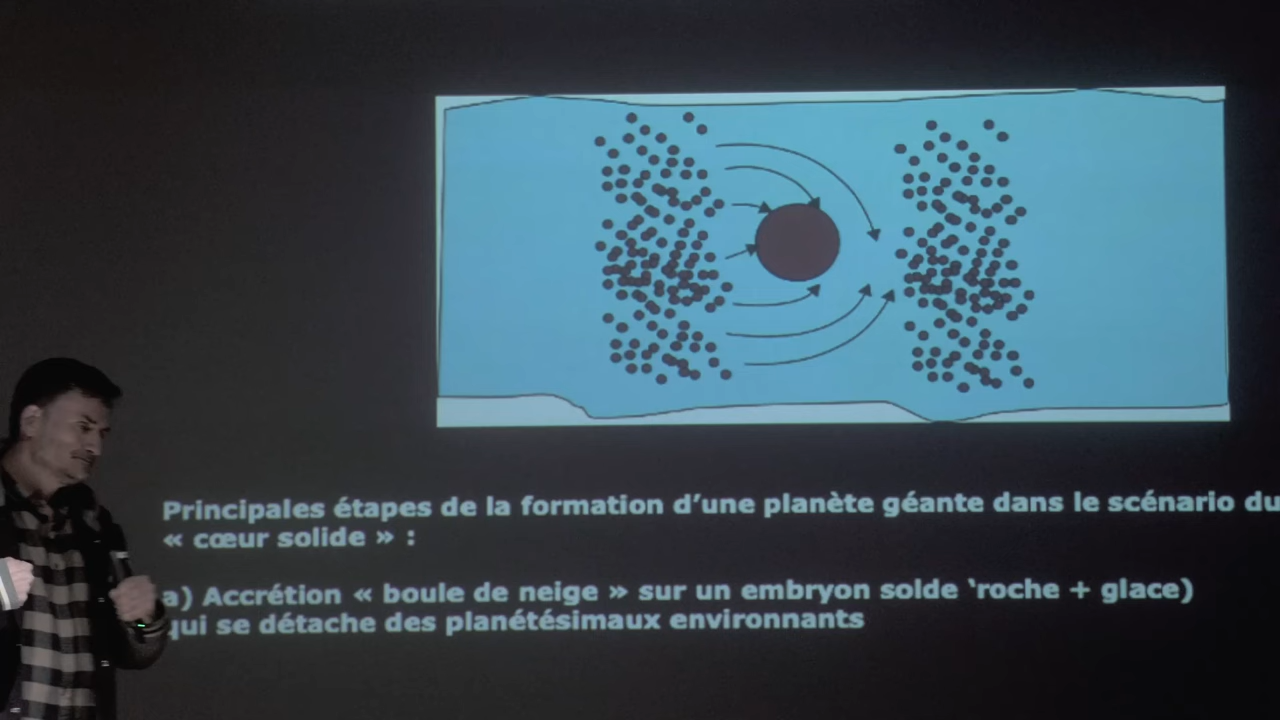 Principales étapes de la formation d’une planète géante dans le scénario du
« cœur solide » :
a) Accrétion « boule de neige » sur un embryon solde ‘roche + glace)
qui se détache des planétésimaux environnants